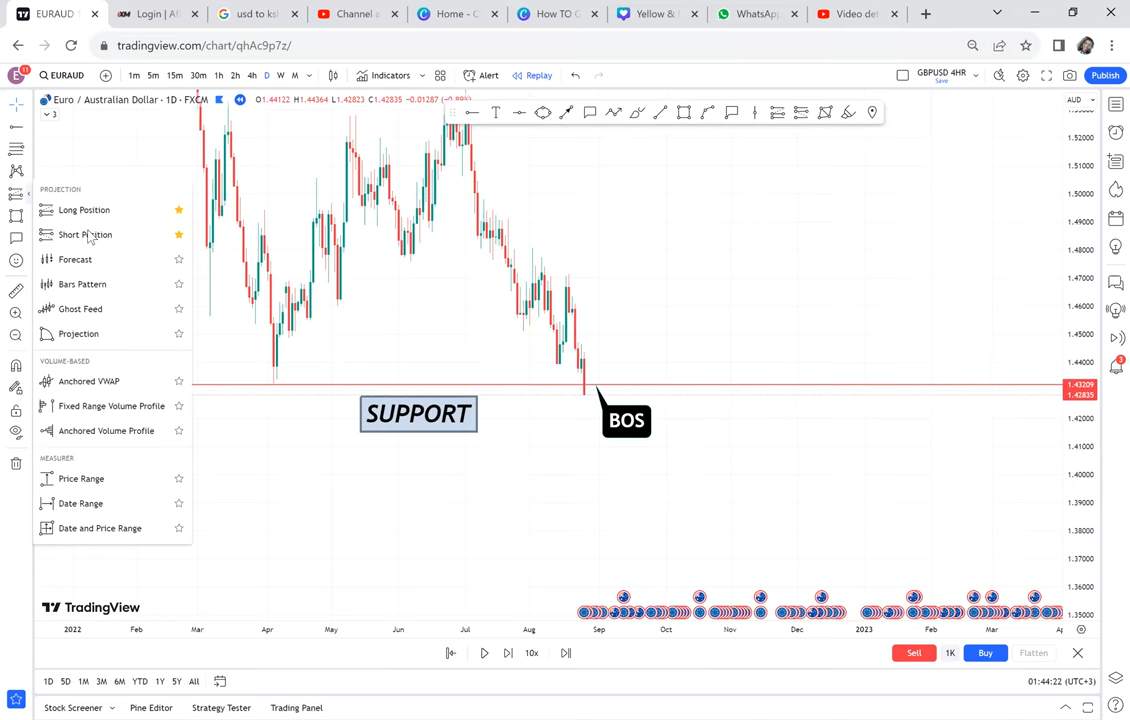 Login | Af
usd to ksl
Channel a
Home - C
How TO G
Yellow &
WhatsApp
Video det
tradingview.com/chart/qhAc9p7z/
E
11
EURAUD
1m 5m 15m 30m 1h 2h 4h D W M
Indicators
Alert
Replay
GBPUSD 4HR
Save
Publish
Euro / Australian Dollar · 1D · FXCM
O1.44122 H1.44364 L1.42823 C1.42835 -0.01287 (-0.89%)
3
AUD
1.52000
1.51000
1.50000
1.49000
1.48000
1.47000
1.46000
1.45000
1.44000
1.43209
1.42835
1.42000
1.41000
1.40000
1.39000
1.38000
1.37000
1.36000
1.35000
PROJECTION
Long Position
Short Position
Forecast
Bars Pattern
Ghost Feed
Projection
VOLUME-BASED
Anchored VWAP
Fixed Range Volume Profile
Anchored Volume Profile
MEASURER
Price Range
Date Range
Date and Price Range
SUPPORT
BOS
3
TradingView
2022 Feb Mar Apr May Jun Jul Aug Sep Oct Nov Dec 2023 Feb Mar
10x
Sell
1K
Buy
Flatten
1D 5D 1M 3M 6M YTD 1Y 5Y All
01:44:22 (UTC+3)
Stock Screener
Pine Editor
Strategy Tester
Trading Panel